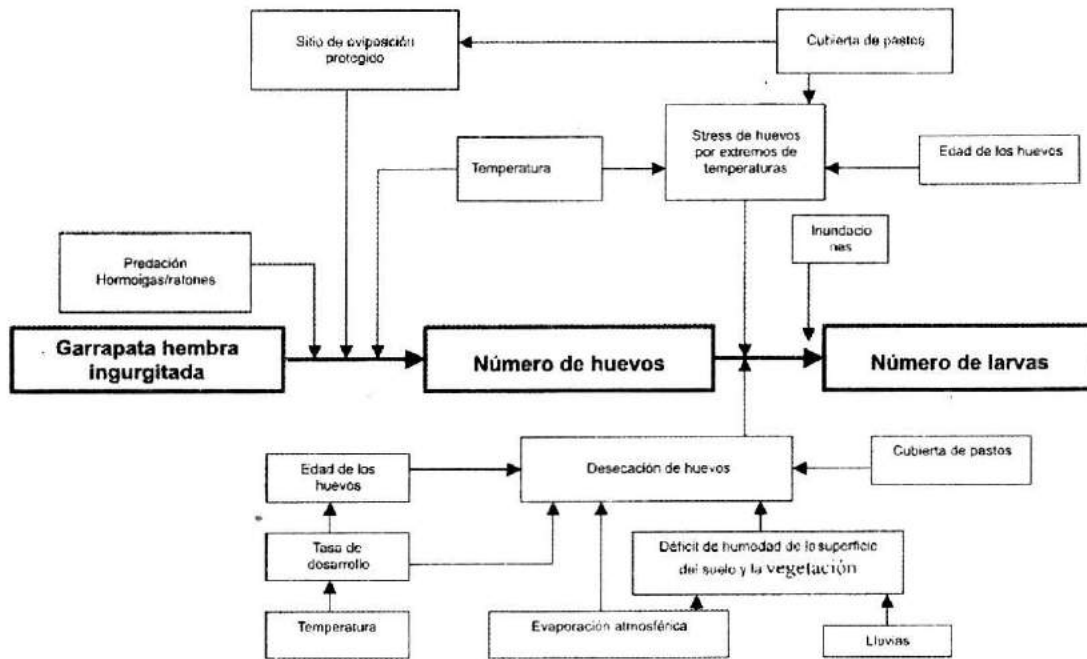 Sitio de oviposición
protegido
Cubierta de pastos
Stress de huevos
por extremos de
temperaturas
Temperatura
Edad de los huevos
Inundacio
nes
Predación
Hormoigas/ratones
Garrapata hembra
ingurgitada
Número de huevos
Número de larvas
Edad de los
huevos
Desecación de huevos
Cubierta de pastos
Tasa de
desarrollo
Déficit de humedad de la superficie
del suelo y la vegetación
Temperatura
Evaporación atmosférica
Lluvias